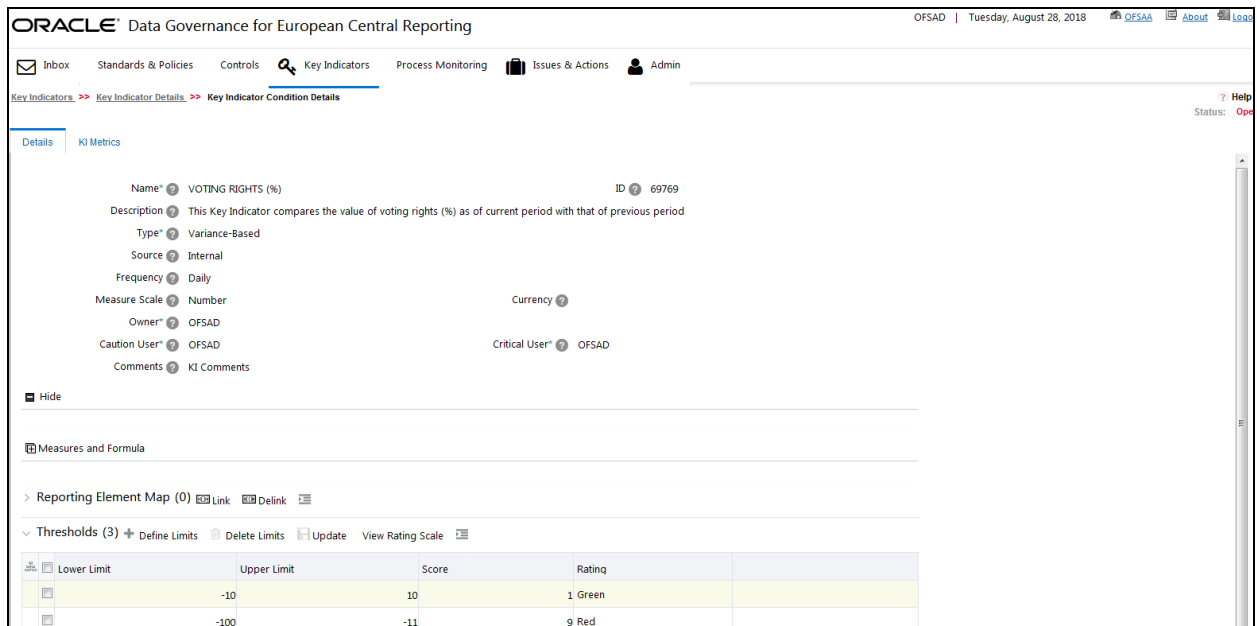 ORACLE® Data Governance for European Central Reporting
OFSAD | Tuesday, August 28, 2018 OFSAA About Logo
Inbox Standards & Policies Controls Key Indicators Process Monitoring Issues & Actions Admin
Key Indicators >> Key Indicator Details >> Key Indicator Condition Details
? Help
Status: Ope
Details KI Metrics
Name* ? VOTING RIGHTS (%) ID ? 69769
Description ? This Key Indicator compares the value of voting rights (%) as of current period with that of previous period
Type* ? Variance-Based
Source ? Internal
Frequency ? Daily
Measure Scale ? Number Currency ?
Owner* ? OFSAD
Caution User* ? OFSAD Critical User* ? OFSAD
Comments ? KI Comments
Hide
Measures and Formula
Reporting Element Map (0) Link Delink
Thresholds (3) Define Limits Delete Limits Update View Rating Scale
Lower Limit Upper Limit Score Rating
-10 10 1 Green
-100 -11 9 Red